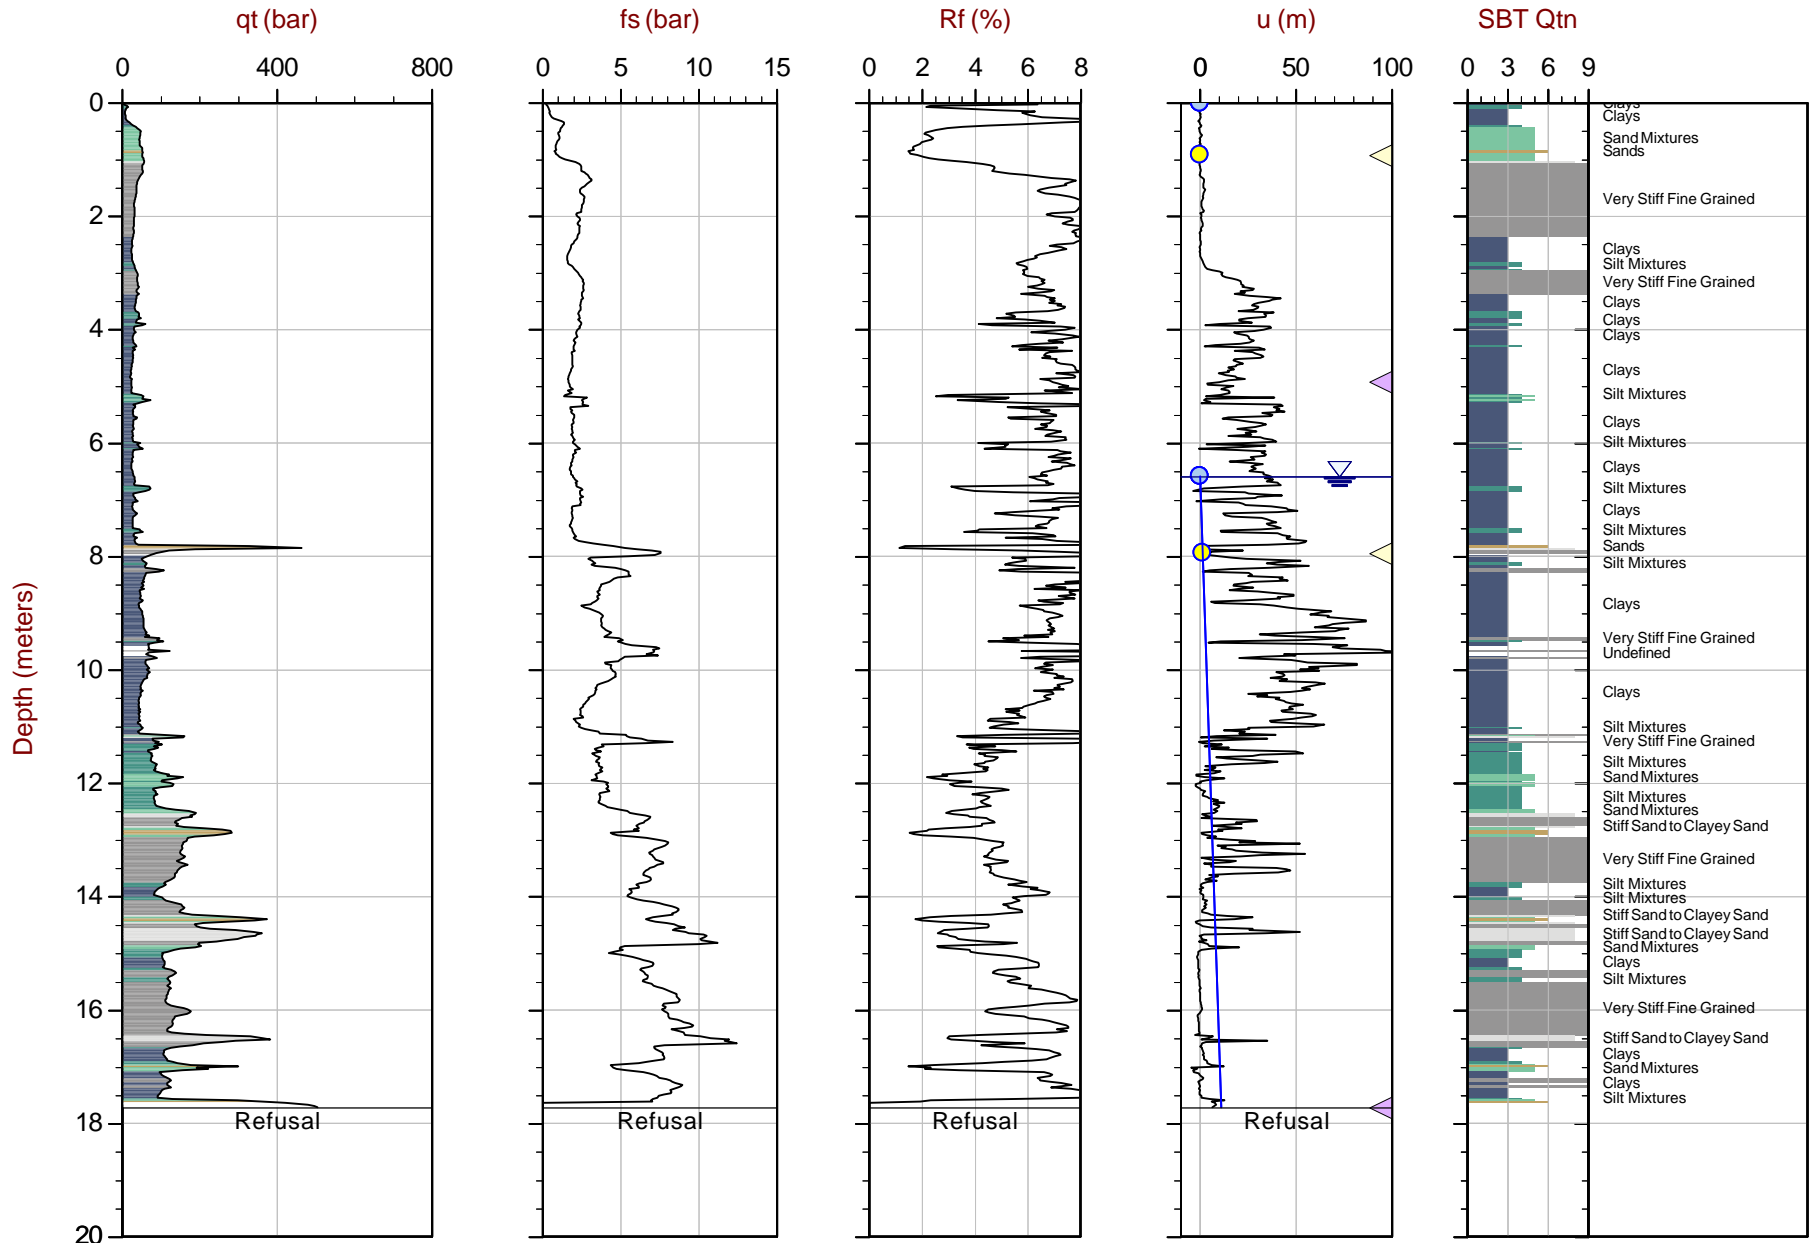 qt (bar) fs (bar) Rf (%) u (m) SBT Qtn
0 400 800 0 5 10 15 0 2 4 6 8 0 50 100 0 3 6 9
0
2
4
6
8
10
12
14
16
18
20
Depth (meters)
Clays
Clays
Sand Mixtures
Sands
Very Stiff Fine Grained
Clays
Silt Mixtures
Very Stiff Fine Grained
Clays
Clays
Clays
Clays
Silt Mixtures
Clays
Silt Mixtures
Clays
Silt Mixtures
Clays
Silt Mixtures
Sands
Silt Mixtures
Clays
Very Stiff Fine Grained
Undefined
Clays
Silt Mixtures
Very Stiff Fine Grained
Silt Mixtures
Sand Mixtures
Silt Mixtures
Sand Mixtures
Stiff Sand to Clayey Sand
Very Stiff Fine Grained
Silt Mixtures
Silt Mixtures
Stiff Sand to Clayey Sand
Stiff Sand to Clayey Sand
Sand Mixtures
Clays
Silt Mixtures
Very Stiff Fine Grained
Stiff Sand to Clayey Sand
Clays
Sand Mixtures
Clays
Silt Mixtures
Refusal Refusal Refusal Refusal